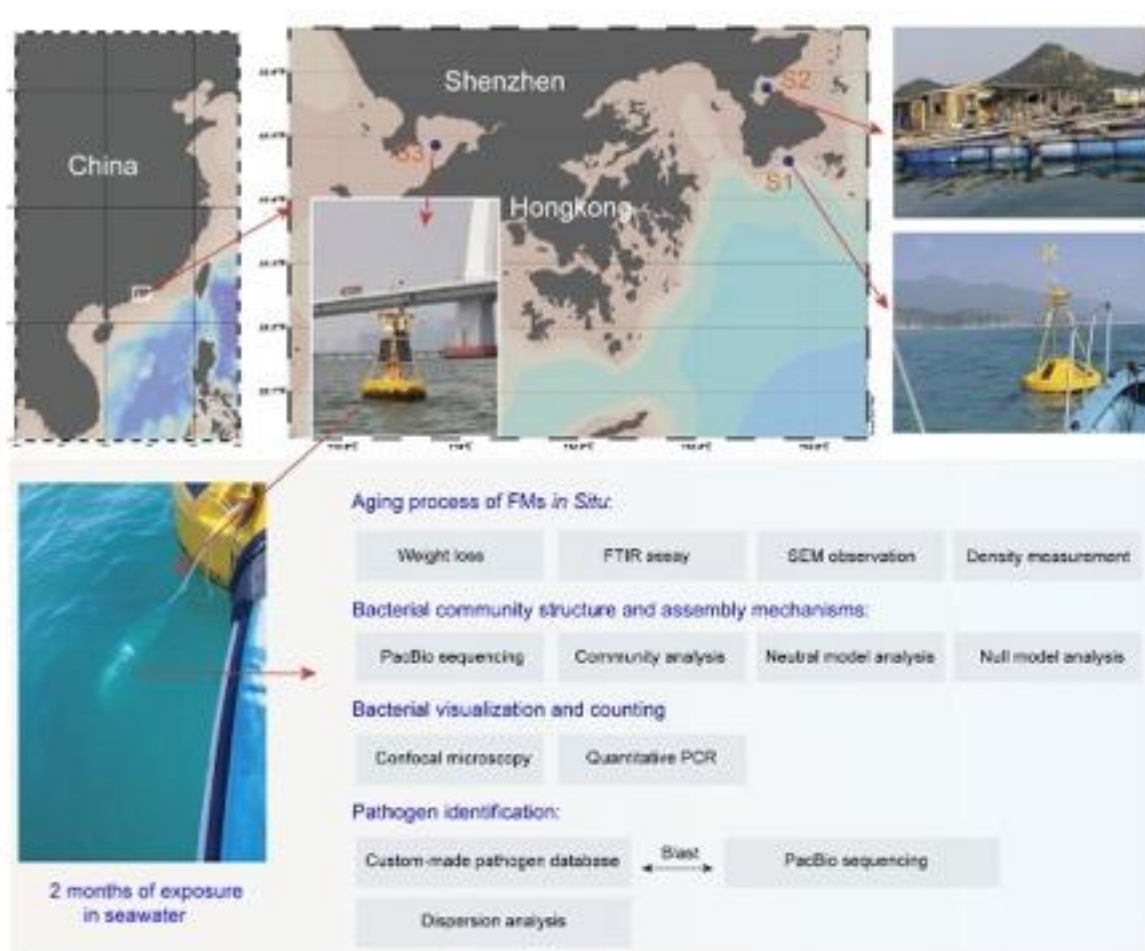 China
Shenzhen
S2
S3
S1
Hongkong
Aging process of FMs in Situ:
Weight loss
FTIR assay
SEM observation
Density measurement
Bacterial community structure and assembly mechanisms:
PacBio sequencing
Community analysis
Neutral model analysis
Null model analysis
Bacterial visualization and counting
Confocal microscopy
Quantitative PCR
Pathogen identification:
Custom-made pathogen database
Blast
PacBio sequencing
Dispersion analysis
2 months of exposure
in seawater